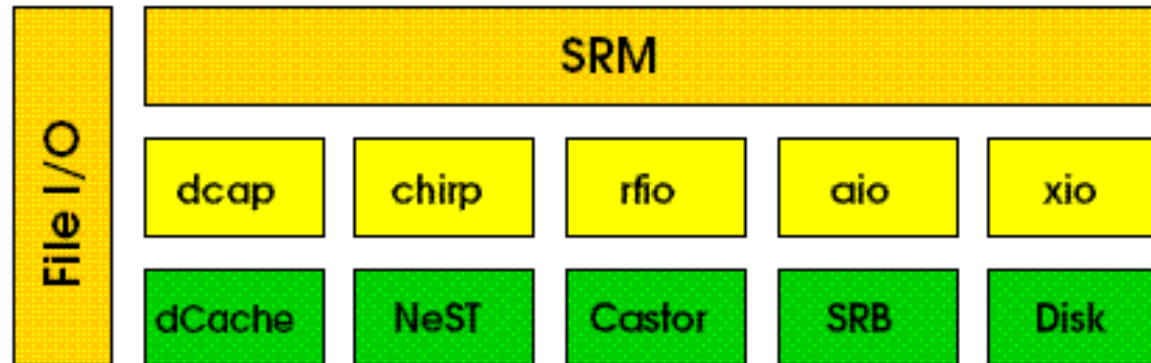 File I/O
SRM
dcap
chirp
rfio
aio
xio
dCache
NeST
Castor
SRB
Disk